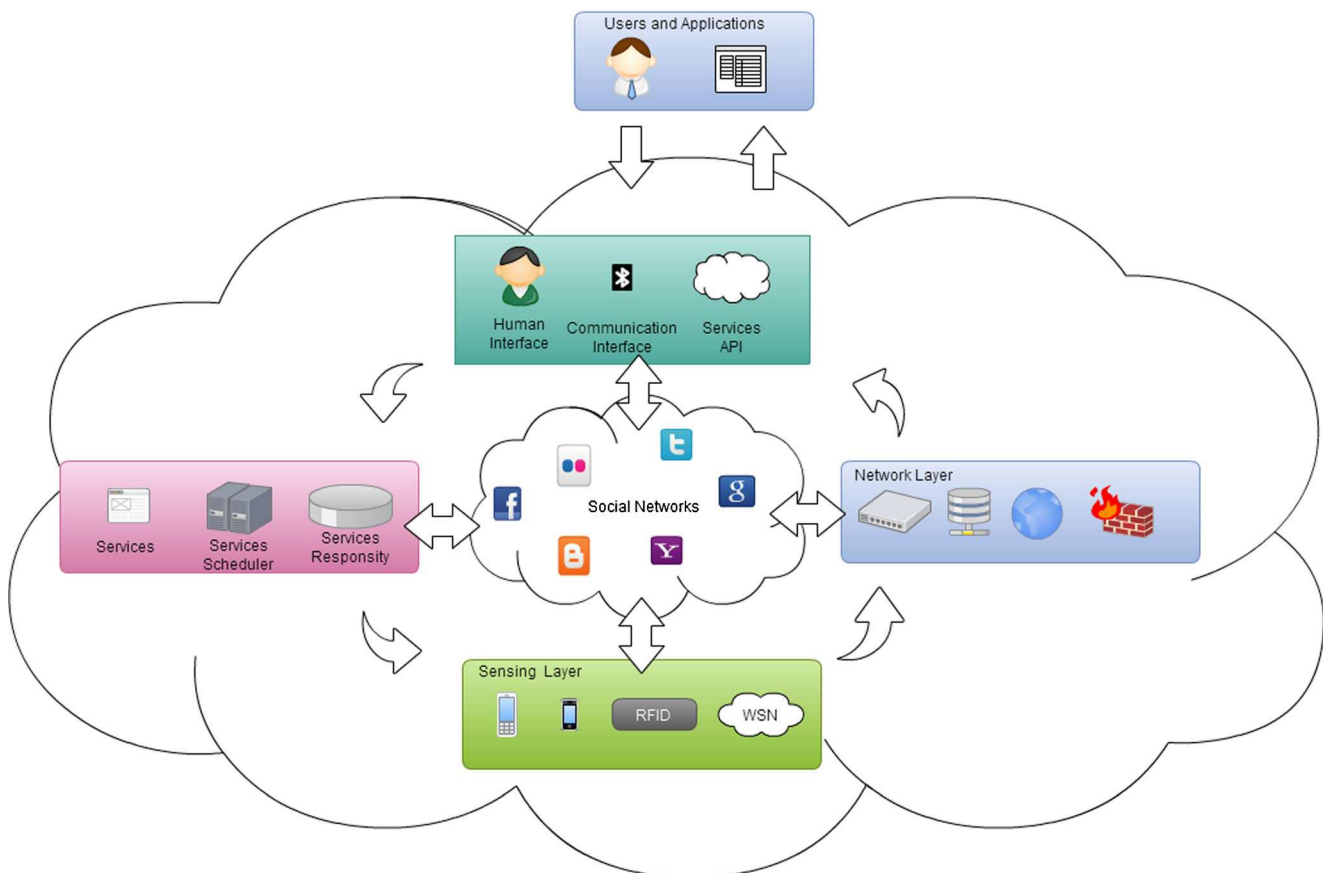 Users and Applications
Human
Interface
Communication
Interface
Services
API
Social Networks
Services
Services
Scheduler
Services
Responsity
Network Layer
Sensing Layer
RFID
WSN